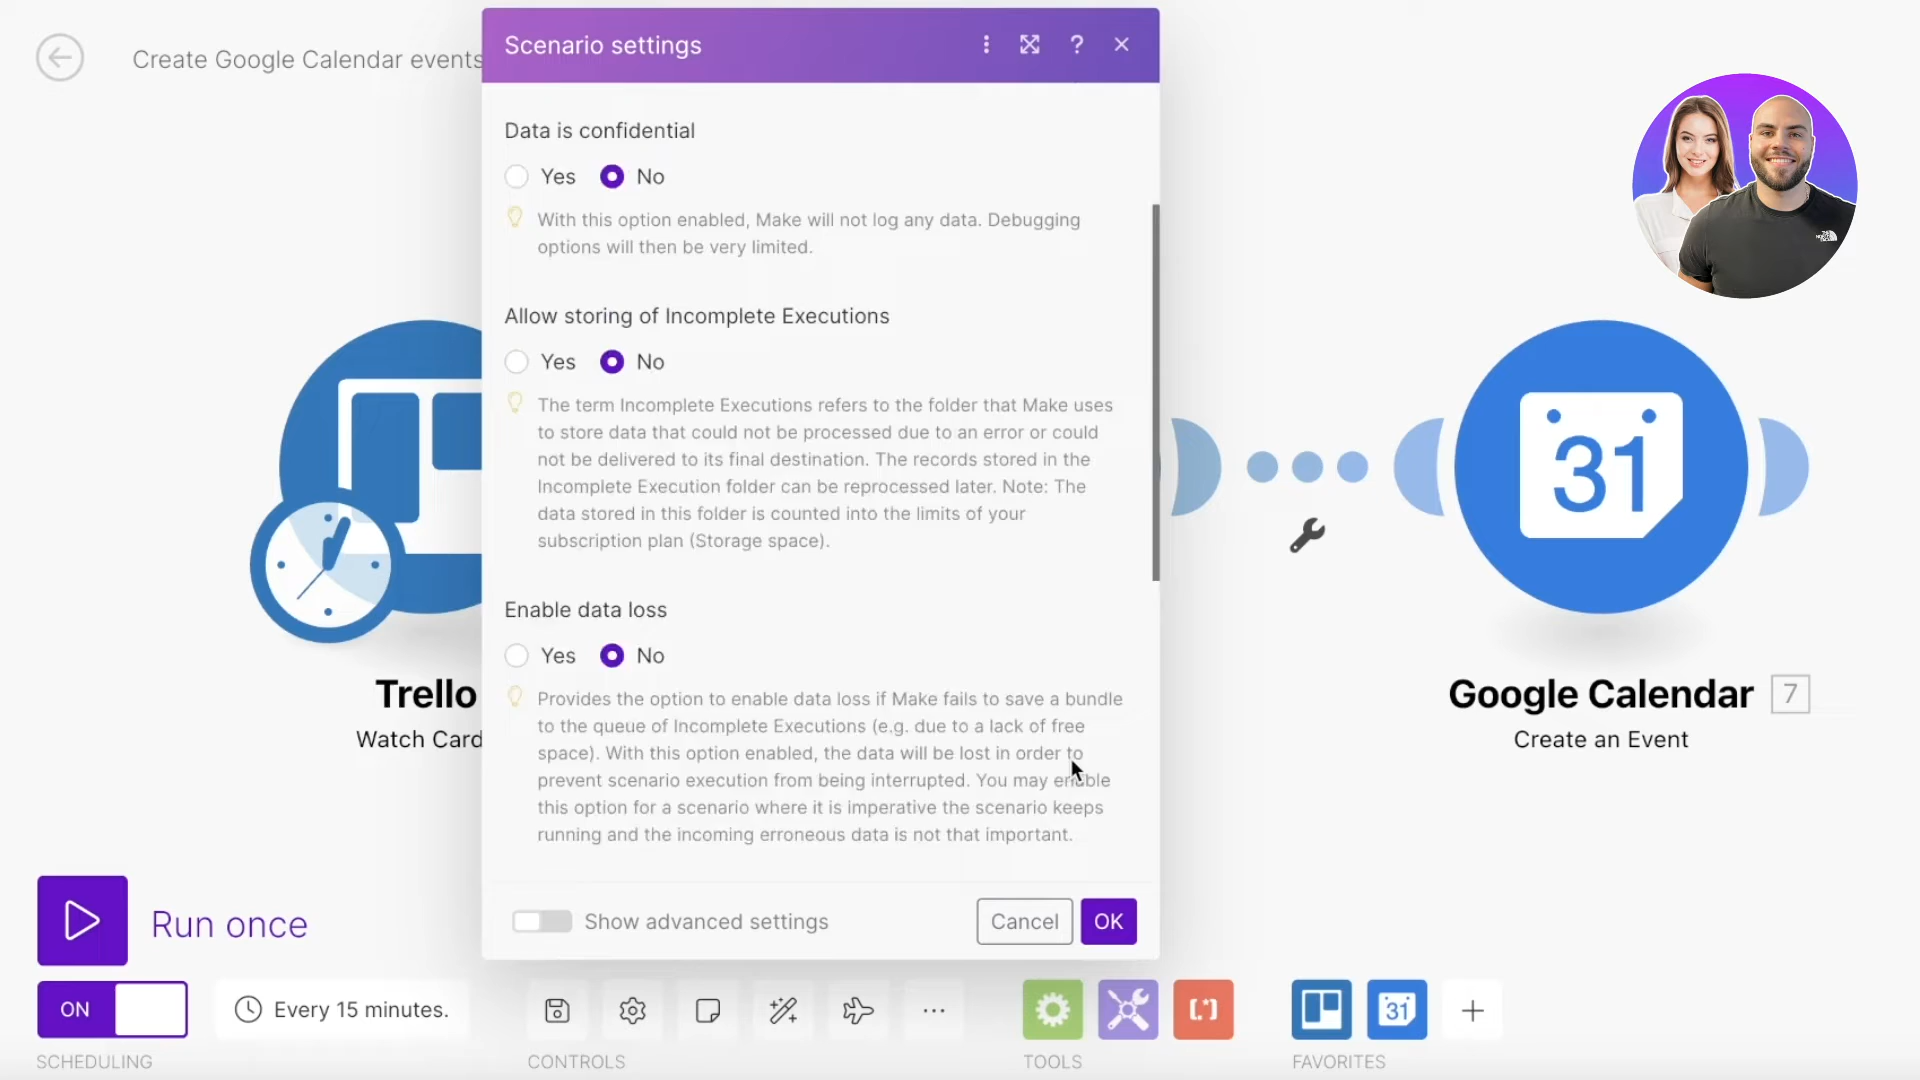 Create Google Calendar events
Scenario settings
?
Data is confidential
Yes No
With this option enabled, Make will not log any data. Debugging
options will then be very limited.
Allow storing of Incomplete Executions
Yes No
The term Incomplete Executions refers to the folder that Make uses
to store data that could not be processed due to an error or could
not be delivered to its final destination. The records stored in the
Incomplete Execution folder can be reprocessed later. Note: The
data stored in this folder is counted into the limits of your
subscription plan (Storage space).
Enable data loss
Yes No
Provides the option to enable data loss if Make fails to save a bundle
to the queue of Incomplete Executions (e.g. due to a lack of free
space). With this option enabled, the data will be lost in order to
prevent scenario execution from being interrupted. You may enable
this option for a scenario where it is imperative the scenario keeps
running and the incoming erroneous data is not that important.
Show advanced settings
Cancel OK
Trello
Watch Card
31
Google Calendar 7
Create an Event
THE
NORTH
FACE
Run once
ON
Every 15 minutes.
SCHEDULING
CONTROLS
[.*]
TOOLS
31
FAVORITES